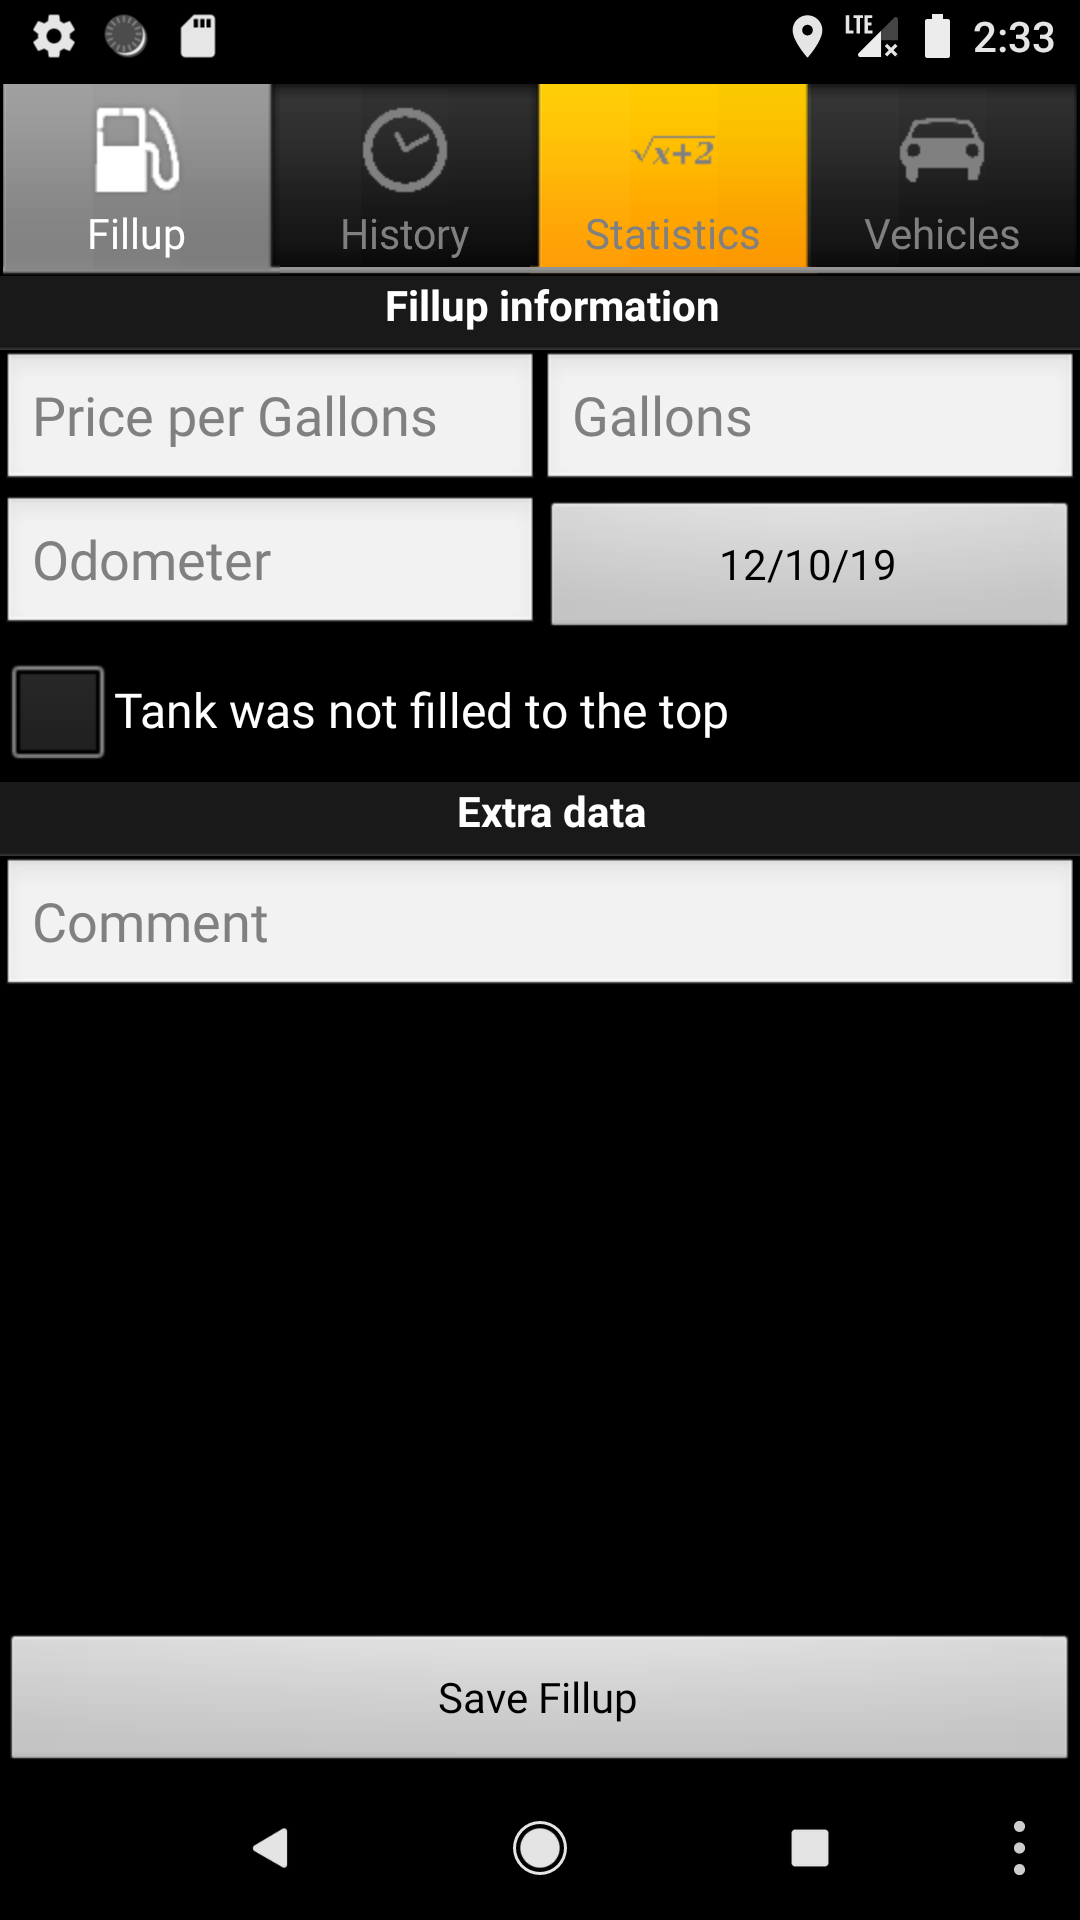 LTE 2:33
√x+2
Fillup History Statistics Vehicles
Fillup information
Price per Gallons Gallons
Odometer 12/10/19
Tank was not filled to the top
Extra data
Comment
Save Fillup